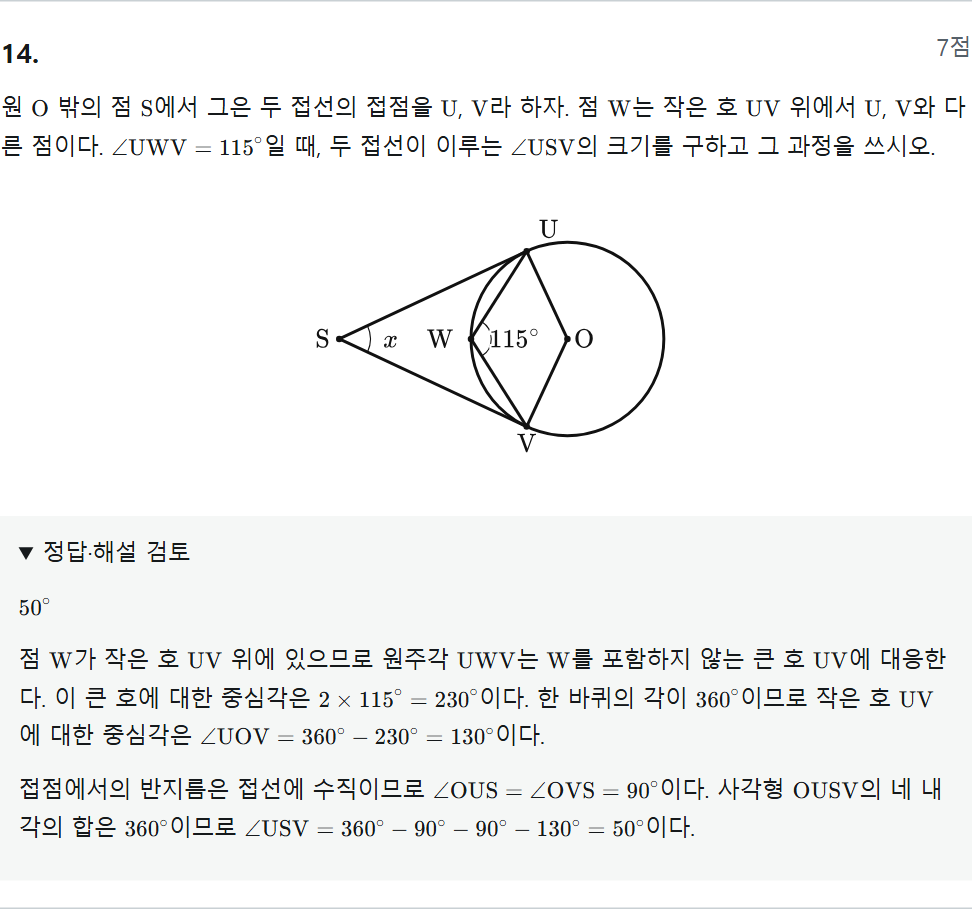 14.
7점
원 O 밖의 점 S에서 그은 두 접선의 접점을 U, V라 하자. 점 W는 작은 호 UV 위에서 U, V와 다
른 점이다. ∠UWV = 115°일 때, 두 접선이 이루는 ∠USV의 크기를 구하고 그 과정을 쓰시오.
U
S x W 115° O
V
▼ 정답·해설 검토
50°
점 W가 작은 호 UV 위에 있으므로 원주각 UWV는 W를 포함하지 않는 큰 호 UV에 대응한
다. 이 큰 호에 대한 중심각은 2 × 115° = 230°이다. 한 바퀴의 각이 360°이므로 작은 호 UV
에 대한 중심각은 ∠UOV = 360° − 230° = 130°이다.
접점에서의 반지름은 접선에 수직이므로 ∠OUS = ∠OVS = 90°이다. 사각형 OUSV의 네 내
각의 합은 360°이므로 ∠USV = 360° − 90° − 90° − 130° = 50°이다.